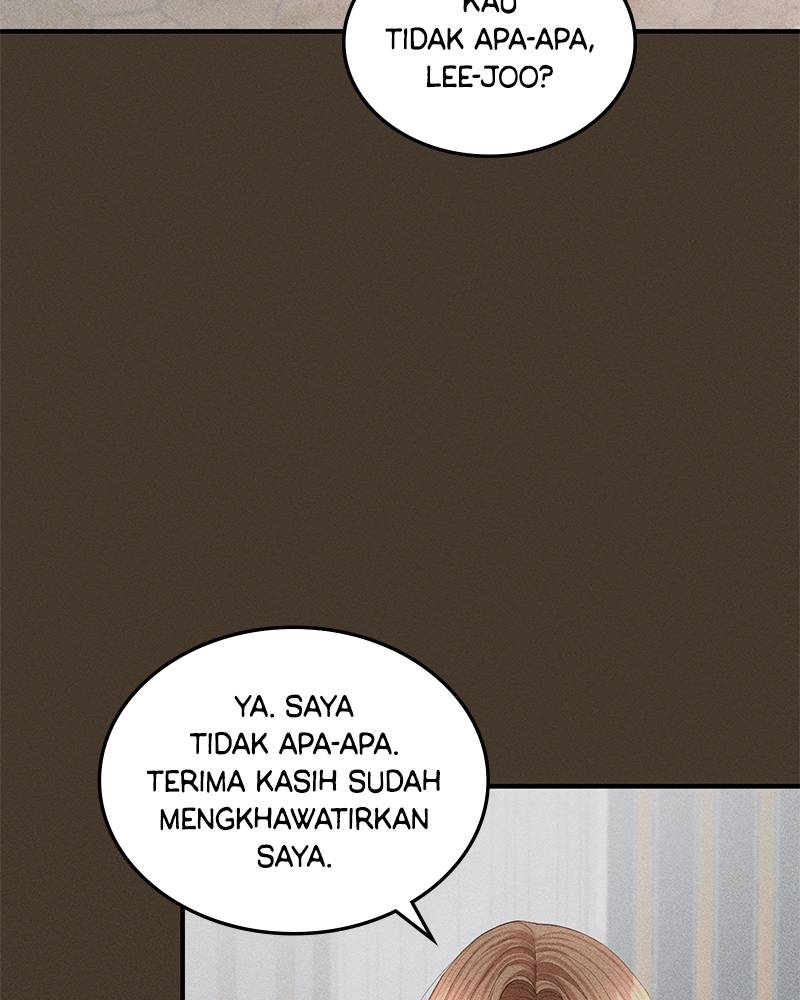 KAU
TIDAK APA-APA,
LEE-JOO?
YA. SAYA
TIDAK APA-APA.
TERIMA KASIH SUDAH
MENGKHAWATIRKAN
SAYA.